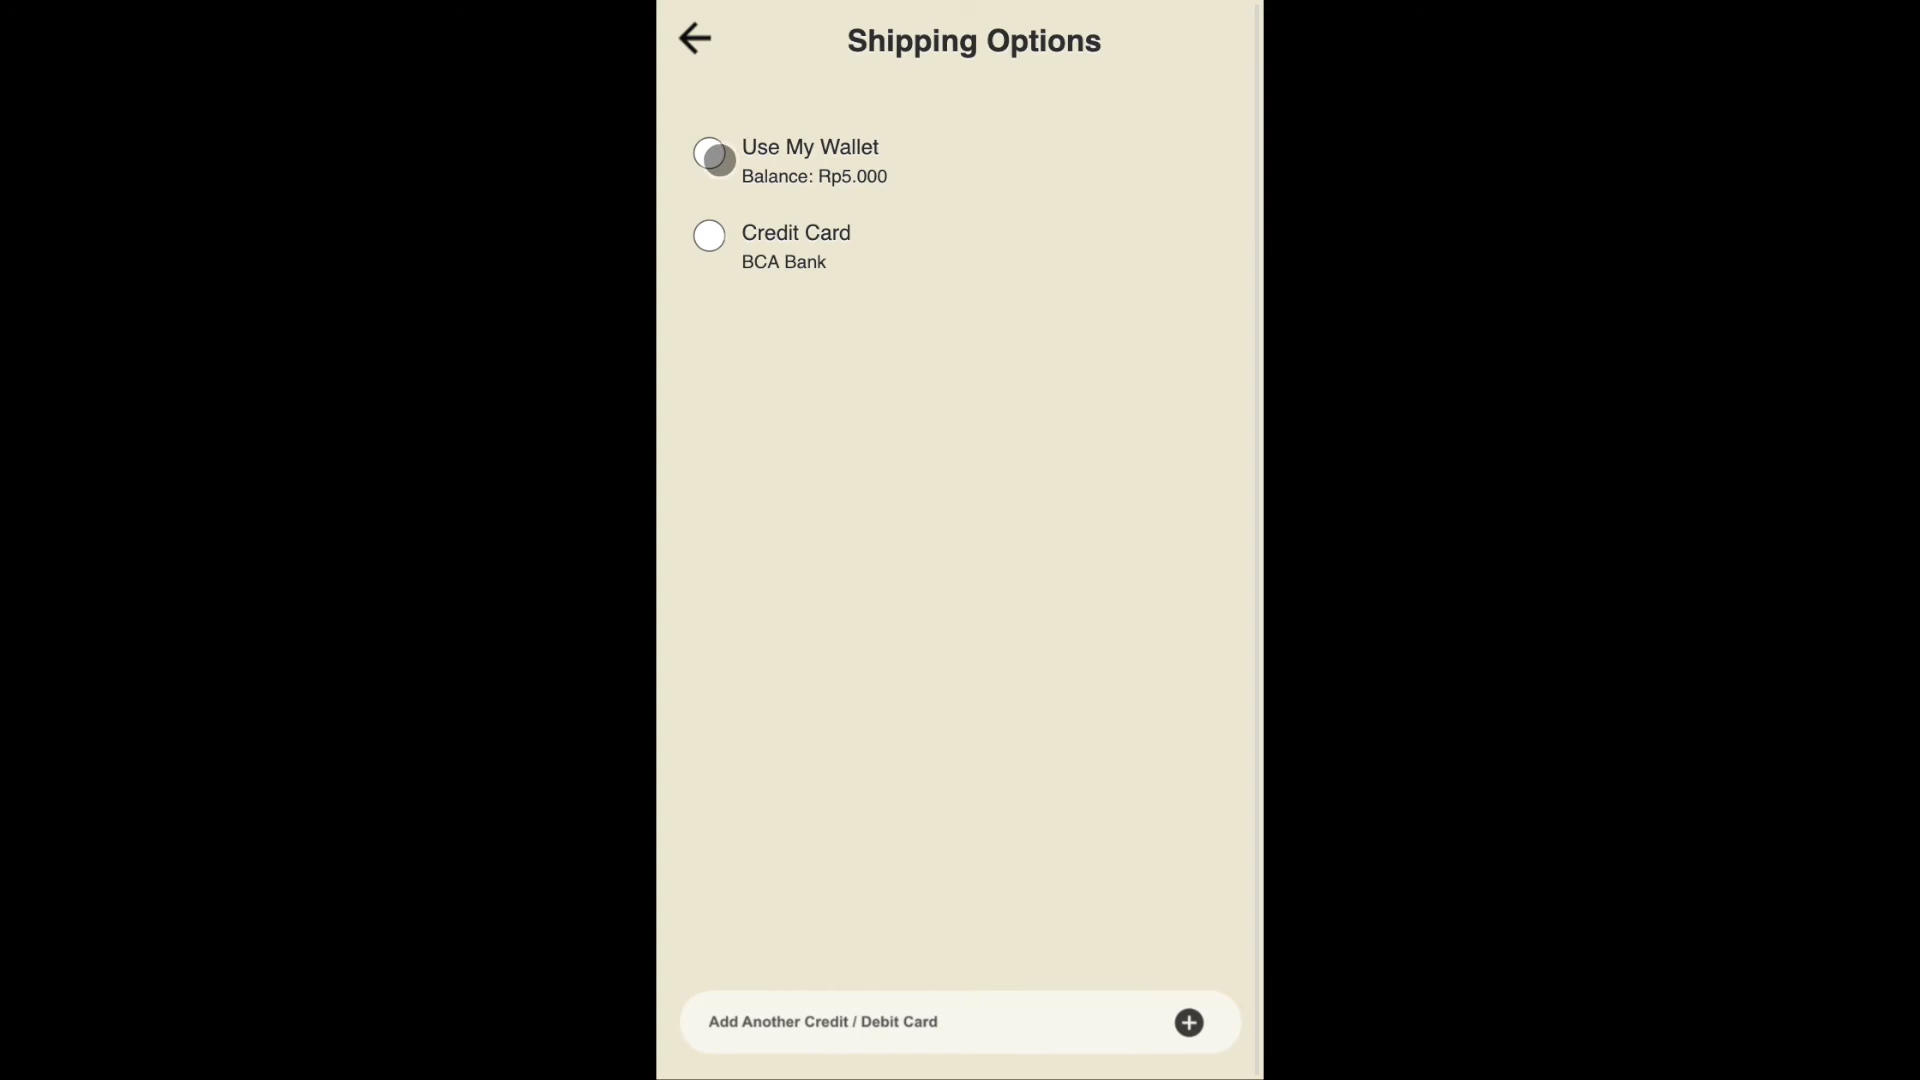 Shipping Options
Use My Wallet
Balance: Rp5.000
Credit Card
BCA Bank
Add Another Credit / Debit Card